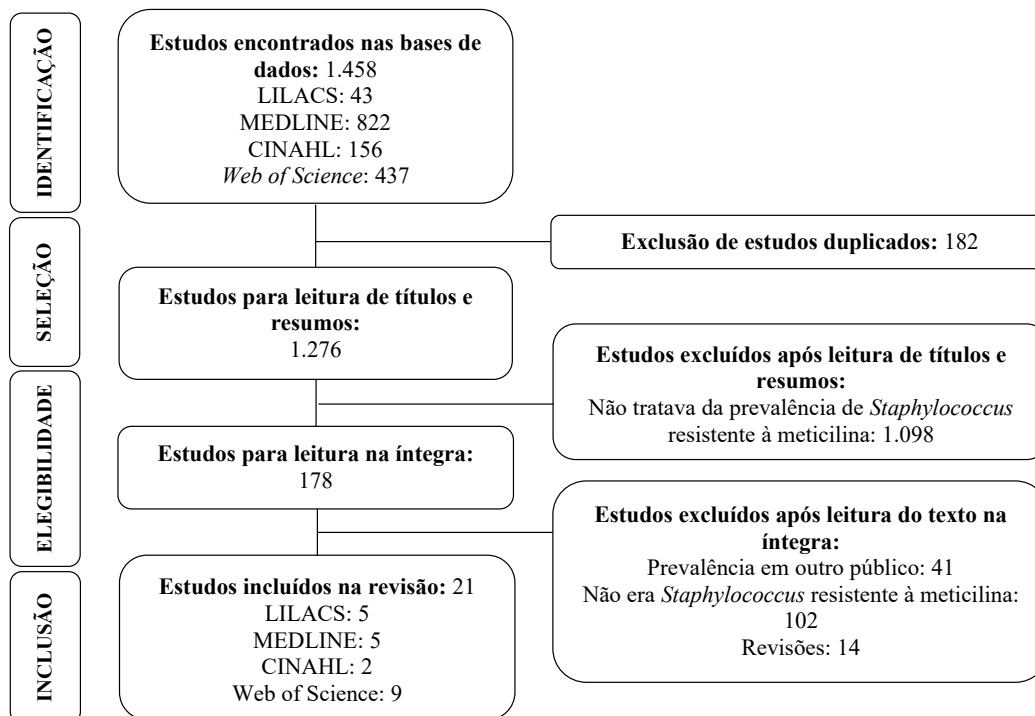 IDENTIFICAÇÃO
Estudos encontrados nas bases de
dados: 1.458
LILACS: 43
MEDLINE: 822
CINAHL: 156
Web of Science: 437
SELEÇÃO
Exclusão de estudos duplicados: 182
Estudos para leitura de títulos e
resumos:
1.276
Estudos excluídos após leitura de títulos e
resumos:
Não tratava da prevalência de Staphylococcus
resistente à meticilina: 1.098
ELEGIBILIDADE
Estudos para leitura na íntegra:
178
Estudos excluídos após leitura do texto na
íntegra:
Prevalência em outro público: 41
Não era Staphylococcus resistente à meticilina:
102
Revisões: 14
INCLUSÃO
Estudos incluídos na revisão: 21
LILACS: 5
MEDLINE: 5
CINAHL: 2
Web of Science: 9